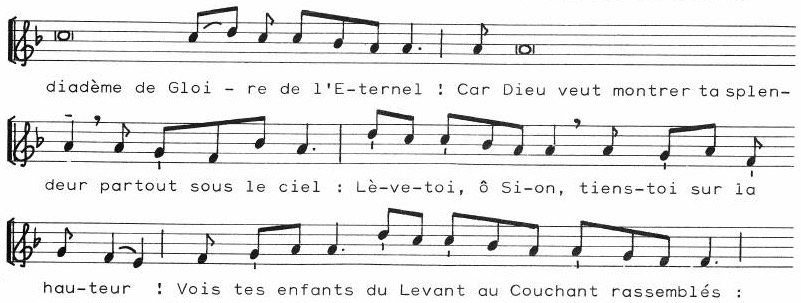 diadème de Gloi - re de l'E-ternel ! Car Dieu veut montrer ta splen-
deur partout sous le ciel : Lè-ve-toi, ô Si-on, tiens-toi sur la
hau-teur ! Vois tes enfants du Levant au Couchant rassemblés :